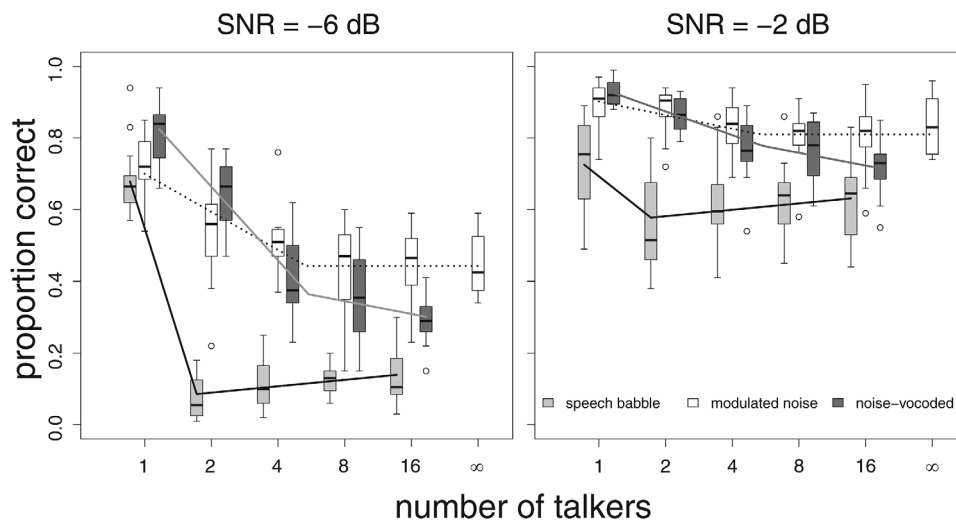 SNR = −6 dB
SNR = −2 dB
proportion correct
1.0
0.8
0.6
0.4
0.2
0.0
speech babble
modulated noise
noise−vocoded
1 2 4 8 16 ∞
1 2 4 8 16 ∞
number of talkers